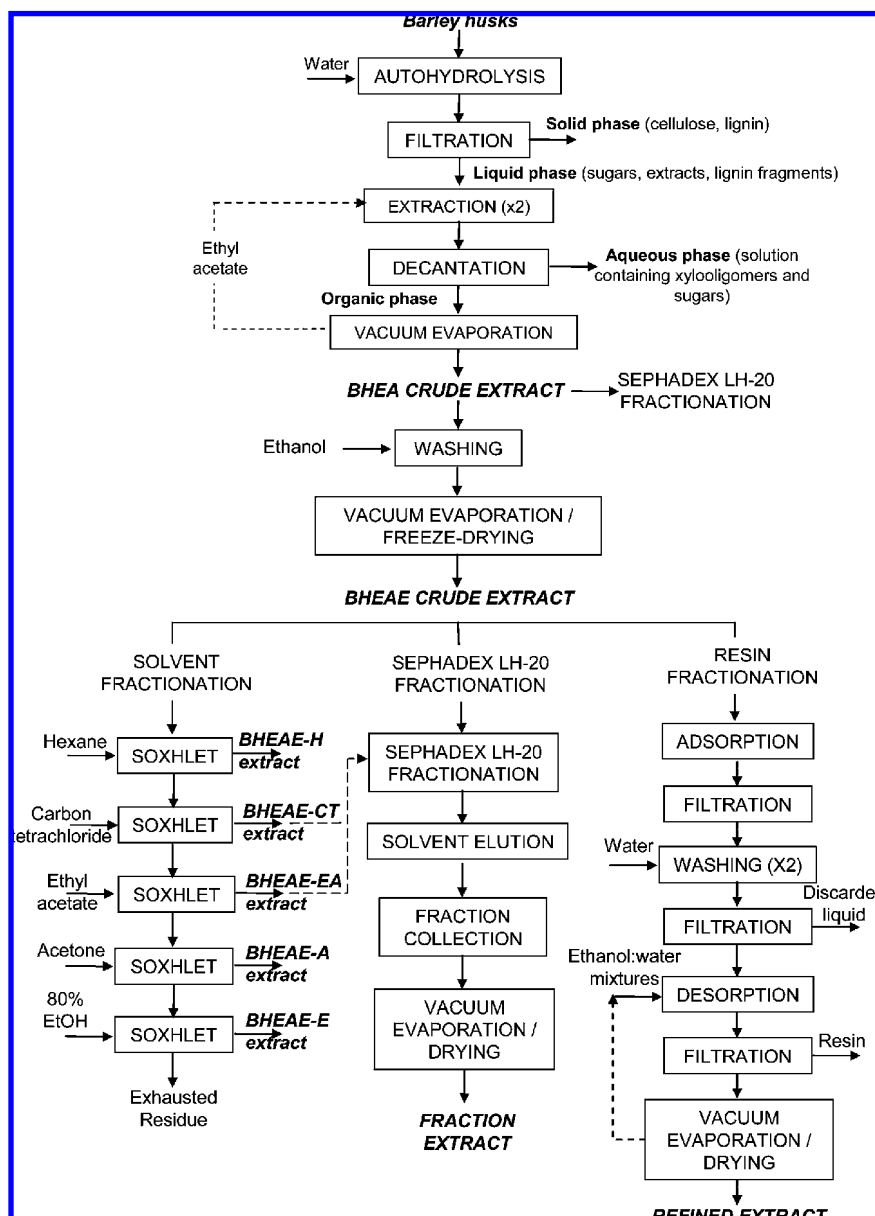 Barley husks
Water
AUTOHYDROLYSIS
FILTRATION
Solid phase (cellulose, lignin)
Liquid phase (sugars, extracts, lignin fragments)
EXTRACTION (x2)
Ethyl
acetate
DECANTATION
Aqueous phase (solution
containing xylooligomers and
sugars)
Organic phase
VACUUM EVAPORATION
BHEA CRUDE EXTRACT
SEPHADEX LH-20
FRACTIONATION
Ethanol
WASHING
VACUUM EVAPORATION /
FREEZE-DRYING
BHEAE CRUDE EXTRACT
SOLVENT
FRACTIONATION
Hexane
SOXHLET
BHEAE-H
extract
Carbon
tetrachloride
SOXHLET
BHEAE-CT
extract
Ethyl
acetate
SOXHLET
BHEAE-EA
extract
Acetone
SOXHLET
BHEAE-A
extract
80%
EtOH
SOXHLET
BHEAE-E
extract
Exhausted
Residue
SEPHADEX LH-20
FRACTIONATION
SEPHADEX LH-20
FRACTIONATION
SOLVENT ELUTION
FRACTION
COLLECTION
VACUUM
EVAPORATION /
DRYING
FRACTION
EXTRACT
RESIN
FRACTIONATION
ADSORPTION
FILTRATION
Water
WASHING (X2)
FILTRATION
Discarde
liquid
Ethanol:water
mixtures
DESORPTION
FILTRATION
Resin
VACUUM
EVAPORATION /
DRYING
REFINED EXTRACT